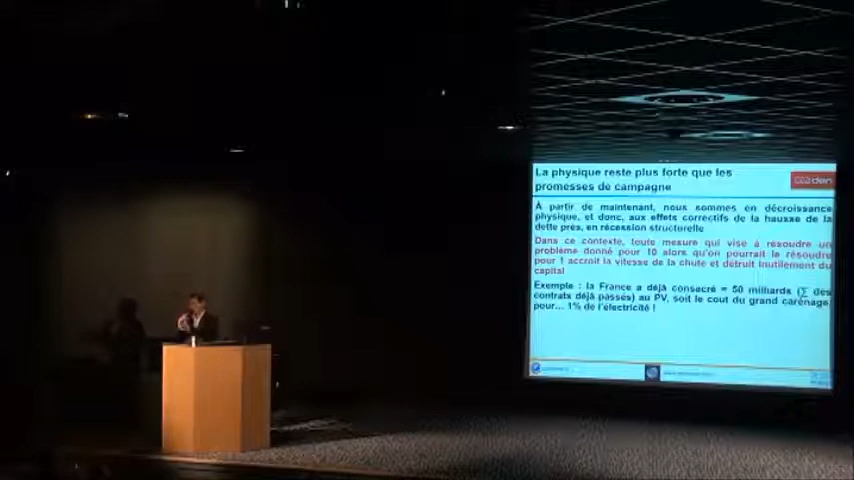 La physique reste plus forte que les
promesses de campagne
den
À partir de maintenant, nous sommes en décroissance
physique, et donc, aux effets correctifs de la hausse de la
dette près, en récession structurelle
Dans ce contexte, toute mesure qui vise à résoudre un
problème donné pour 10 alors qu'on pourrait le résoudre
pour 1 accroit la vitesse de la chute et détruit inutilement du
capital
Exemple : la France a déjà consacré ≈ 50 milliards (∑ des
contrats déjà passés) au PV, soit le cout du grand carénage
pour... 1% de l'électricité !